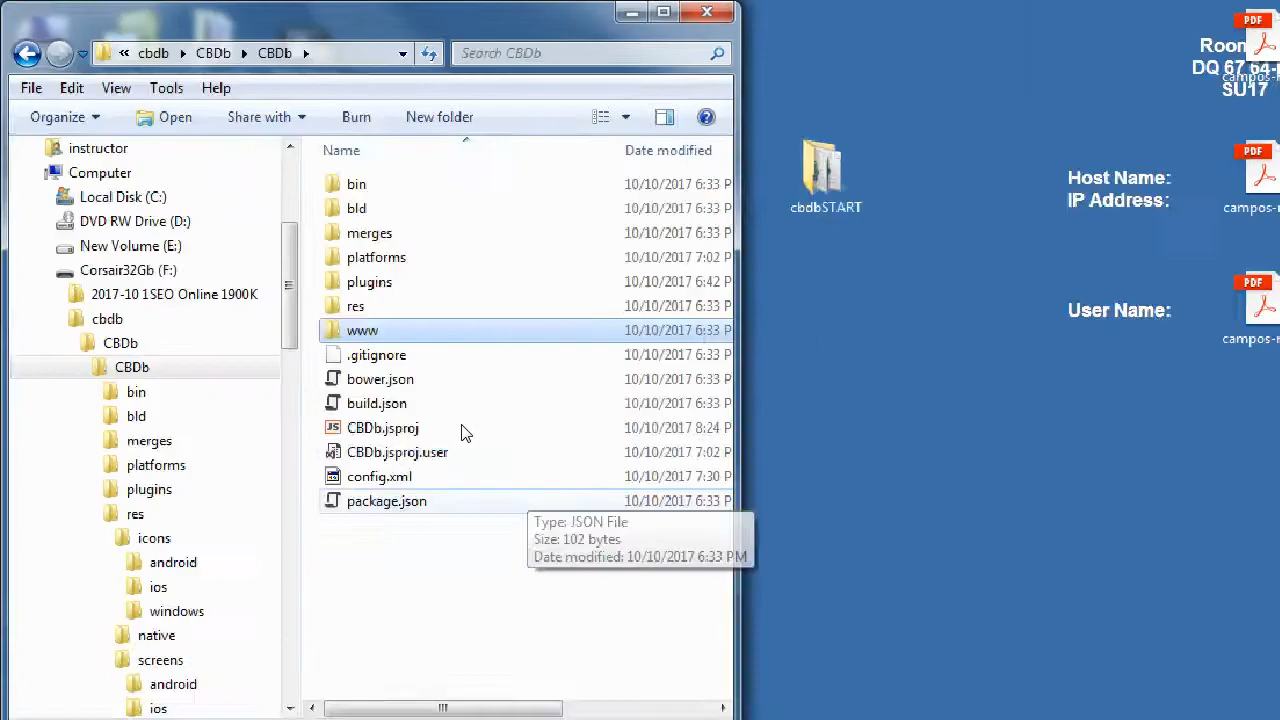 « cbdb ▸ CBDb ▸ CBDb ▸
Search CBDb
File Edit View Tools Help
Organize Open Share with Burn New folder
instructor
Computer
Local Disk (C:)
DVD RW Drive (D:)
New Volume (E:)
Corsair32Gb (F:)
2017-10 1SEO Online 1900K
cbdb
CBDb
CBDb
bin
bld
merges
platforms
plugins
res
icons
android
ios
windows
native
screens
android
ios
Name Date modified
bin 10/10/2017 6:33 P
bld 10/10/2017 6:33 P
merges 10/10/2017 6:33 P
platforms 10/10/2017 7:02 P
plugins 10/10/2017 6:42 P
res 10/10/2017 6:33 P
www 10/10/2017 6:33 P
.gitignore 10/10/2017 6:33 P
bower.json 10/10/2017 6:33 P
build.json 10/10/2017 6:33 P
CBDb.jsproj 10/10/2017 8:24 P
CBDb.jsproj.user 10/10/2017 7:02 P
config.xml 10/10/2017 7:30 P
package.json 10/10/2017 6:33 P
Type: JSON File
Size: 102 bytes
Date modified: 10/10/2017 6:33 PM
cbdbSTART
PDF
DQ 67 64-
SU17
PDF
Host Name:
IP Address:
campos-
PDF
User Name:
campos-